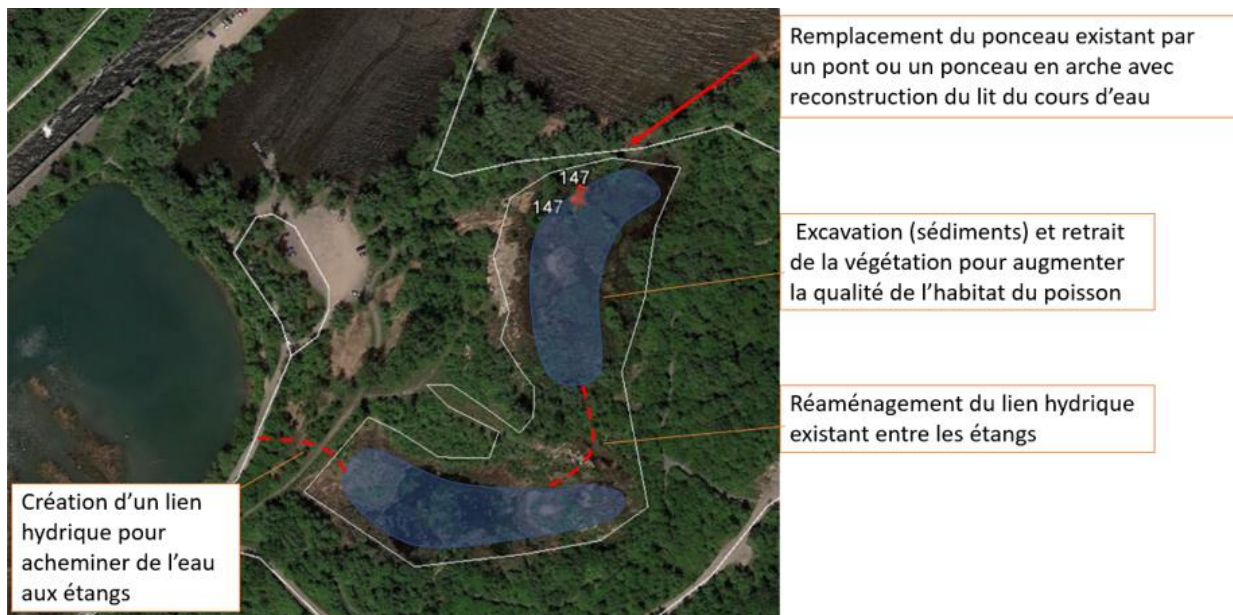 Remplacement du ponceau existant par
un pont ou un ponceau en arche avec
reconstruction du lit du cours d’eau
147
147
Excavation (sédiments) et retrait
de la végétation pour augmenter
la qualité de l’habitat du poisson
Réaménagement du lien hydrique
existant entre les étangs
Création d’un lien
hydrique pour
acheminer de l’eau
aux étangs